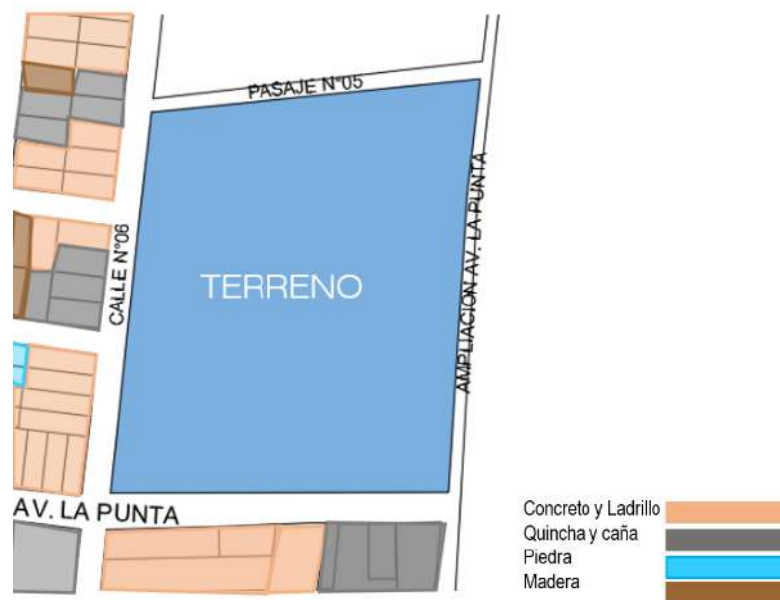 PASAJE N°05
CALLE N°06
TERRENO
AMPLIACION AV. LA PUNTA
AV. LA PUNTA
Concreto y Ladrillo
Quincha y caña
Piedra
Madera